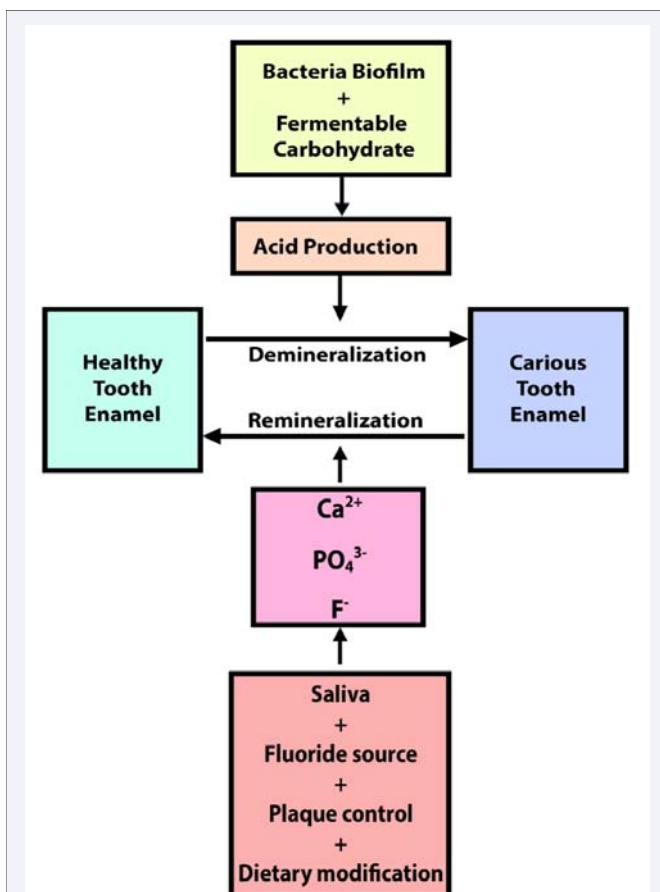 Bacteria Biofilm
+
Fermentable
Carbohydrate
Acid Production
Healthy
Tooth
Enamel
Demineralization
Remineralization
Carious
Tooth
Enamel
Ca²⁺
PO₄³⁻
F⁻
Saliva
+
Fluoride source
+
Plaque control
+
Dietary modification